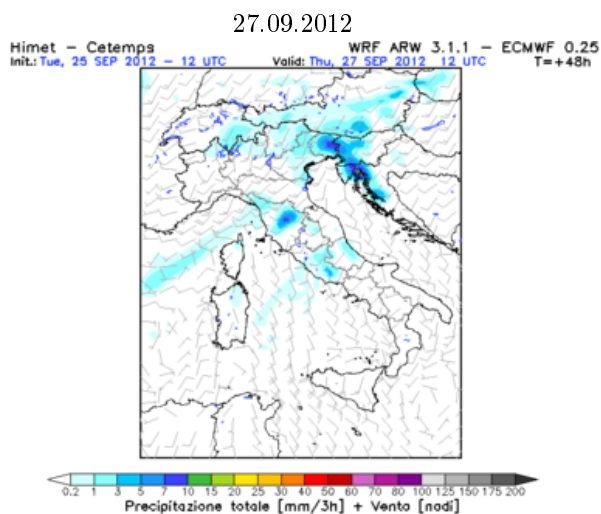 27.09.2012
Himet - Cetemps WRF ARW 3.1.1 - ECMWF 0.25
Init.: Tue, 25 SEP 2012 - 12 UTC Valid: Thu, 27 SEP 2012 12 UTC T=+48h
0.2 1 3 5 7 10 15 20 25 30 40 50 60 70 80 100 125 150 175 200
Precipitazione totale [mm/3h] + Vento [nodi]